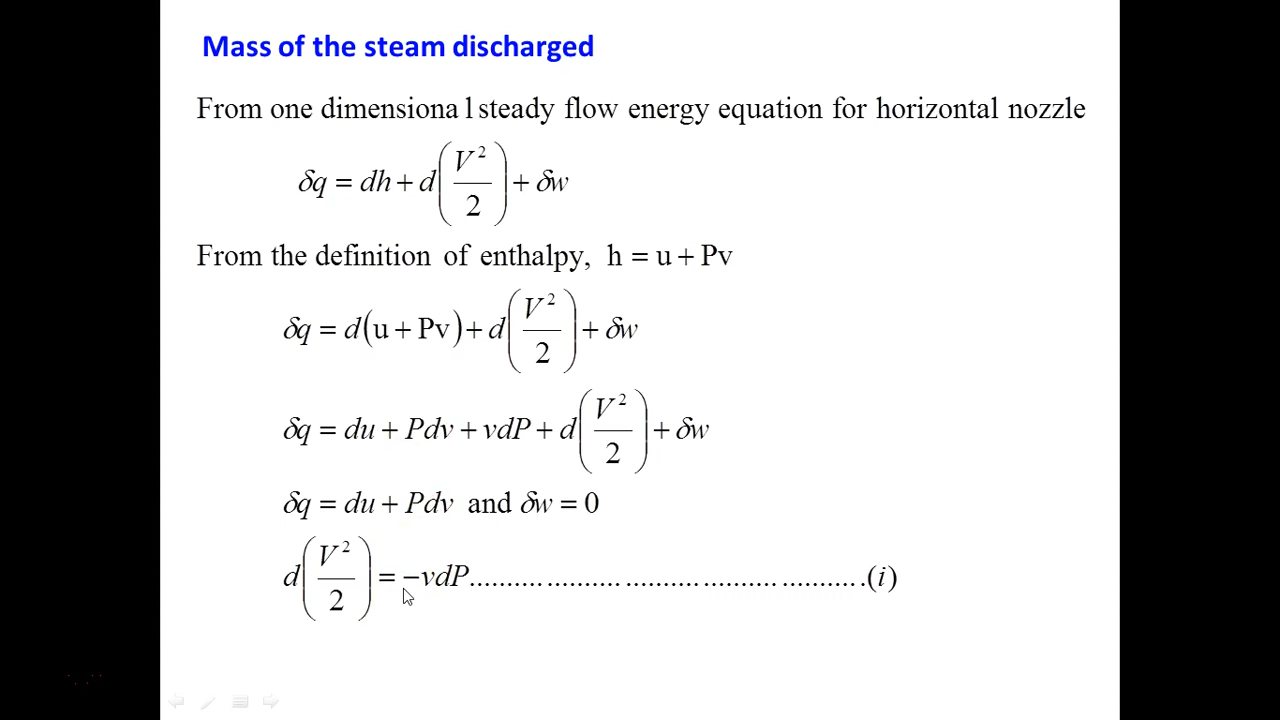 Mass of the steam discharged
From one dimensiona l steady flow energy equation for horizontal nozzle
δq = dh + d(V²/2) + δw
From the definition of enthalpy, h = u + Pv
δq = d(u + Pv) + d(V²/2) + δw
δq = du + Pdv + vdP + d(V²/2) + δw
δq = du + Pdv and δw = 0
d(V²/2) = −vdP......................................................(i)